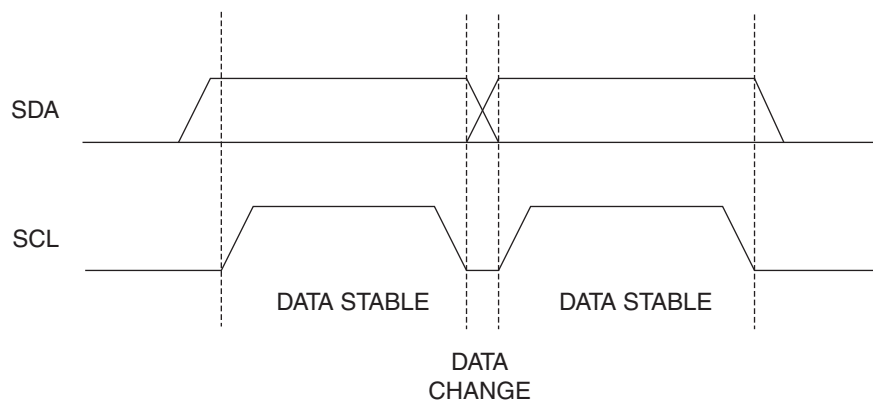 SDA
SCL
DATA STABLE
DATA STABLE
DATA
CHANGE